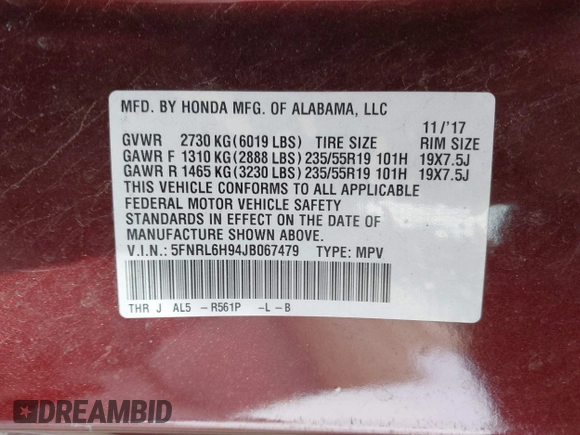 MFD. BY HONDA MFG. OF ALABAMA, LLC
11/'17
GVWR 2730 KG (6019 LBS) TIRE SIZE RIM SIZE
GAWR F 1310 KG (2888 LBS) 235/55R19 101H 19X7.5J
GAWR R 1465 KG (3230 LBS) 235/55R19 101H 19X7.5J
THIS VEHICLE CONFORMS TO ALL APPLICABLE
FEDERAL MOTOR VEHICLE SAFETY
STANDARDS IN EFFECT ON THE DATE OF
MANUFACTURE SHOWN ABOVE.
V.I.N.: 5FNRL6H94JB067479 TYPE: MPV
THR J AL5 -R561P -L-B
DREAMBID